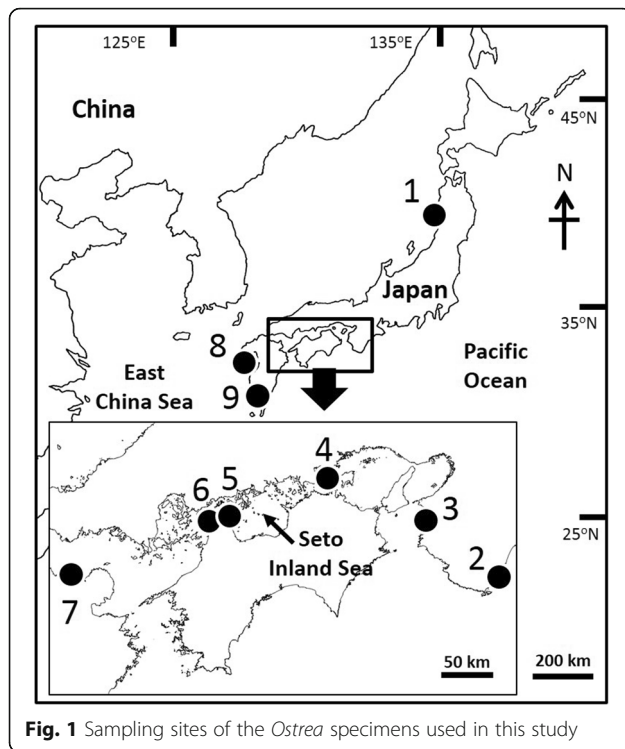 125°E
135°E
China
45°N
N
1
Japan
35°N
8
Pacific
Ocean
East
China Sea
9
4
5
6
3
Seto
Inland Sea
25°N
2
7
50 km
200 km
Fig. 1 Sampling sites of the Ostrea specimens used in this study